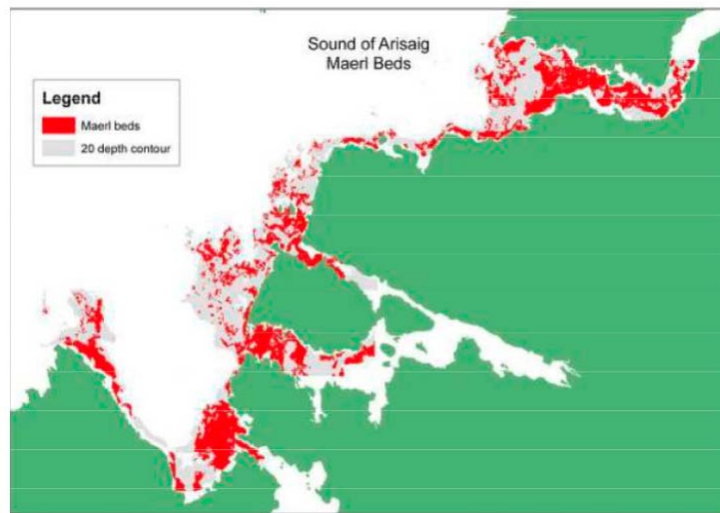 Sound of Arisaig
Maerl Beds
Legend
Maerl beds
20 depth contour